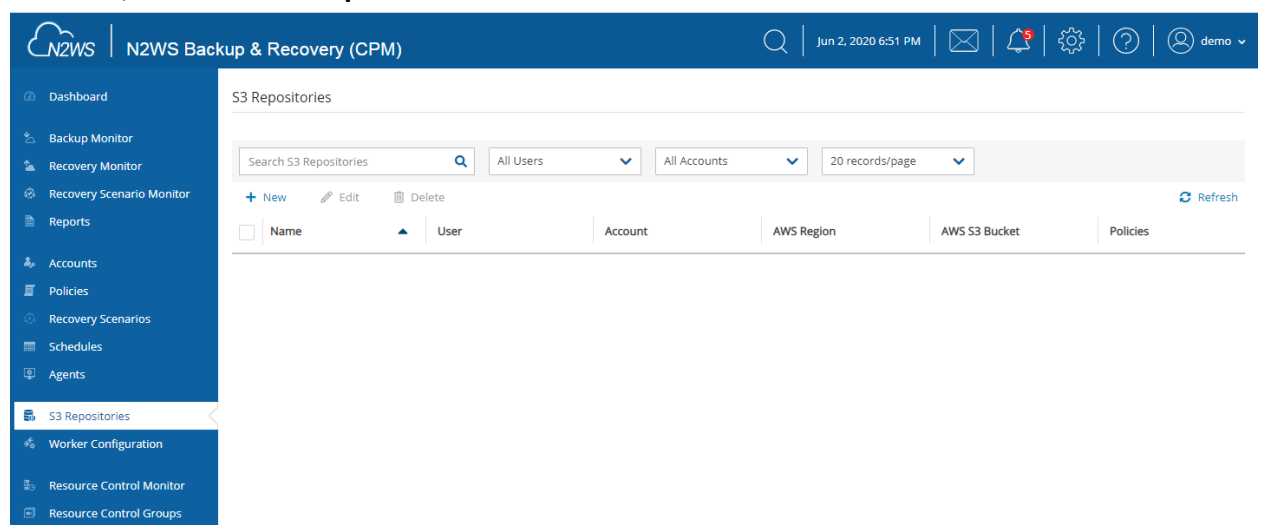 N2WS N2WS Backup & Recovery (CPM) Jun 2, 2020 6:51 PM 5 ? demo
Dashboard
Backup Monitor
Recovery Monitor
Recovery Scenario Monitor
Reports
Accounts
Policies
Recovery Scenarios
Schedules
Agents
S3 Repositories
Worker Configuration
Resource Control Monitor
Resource Control Groups
S3 Repositories
Search S3 Repositories All Users All Accounts 20 records/page
+ New Edit Delete Refresh
Name User Account AWS Region AWS S3 Bucket Policies